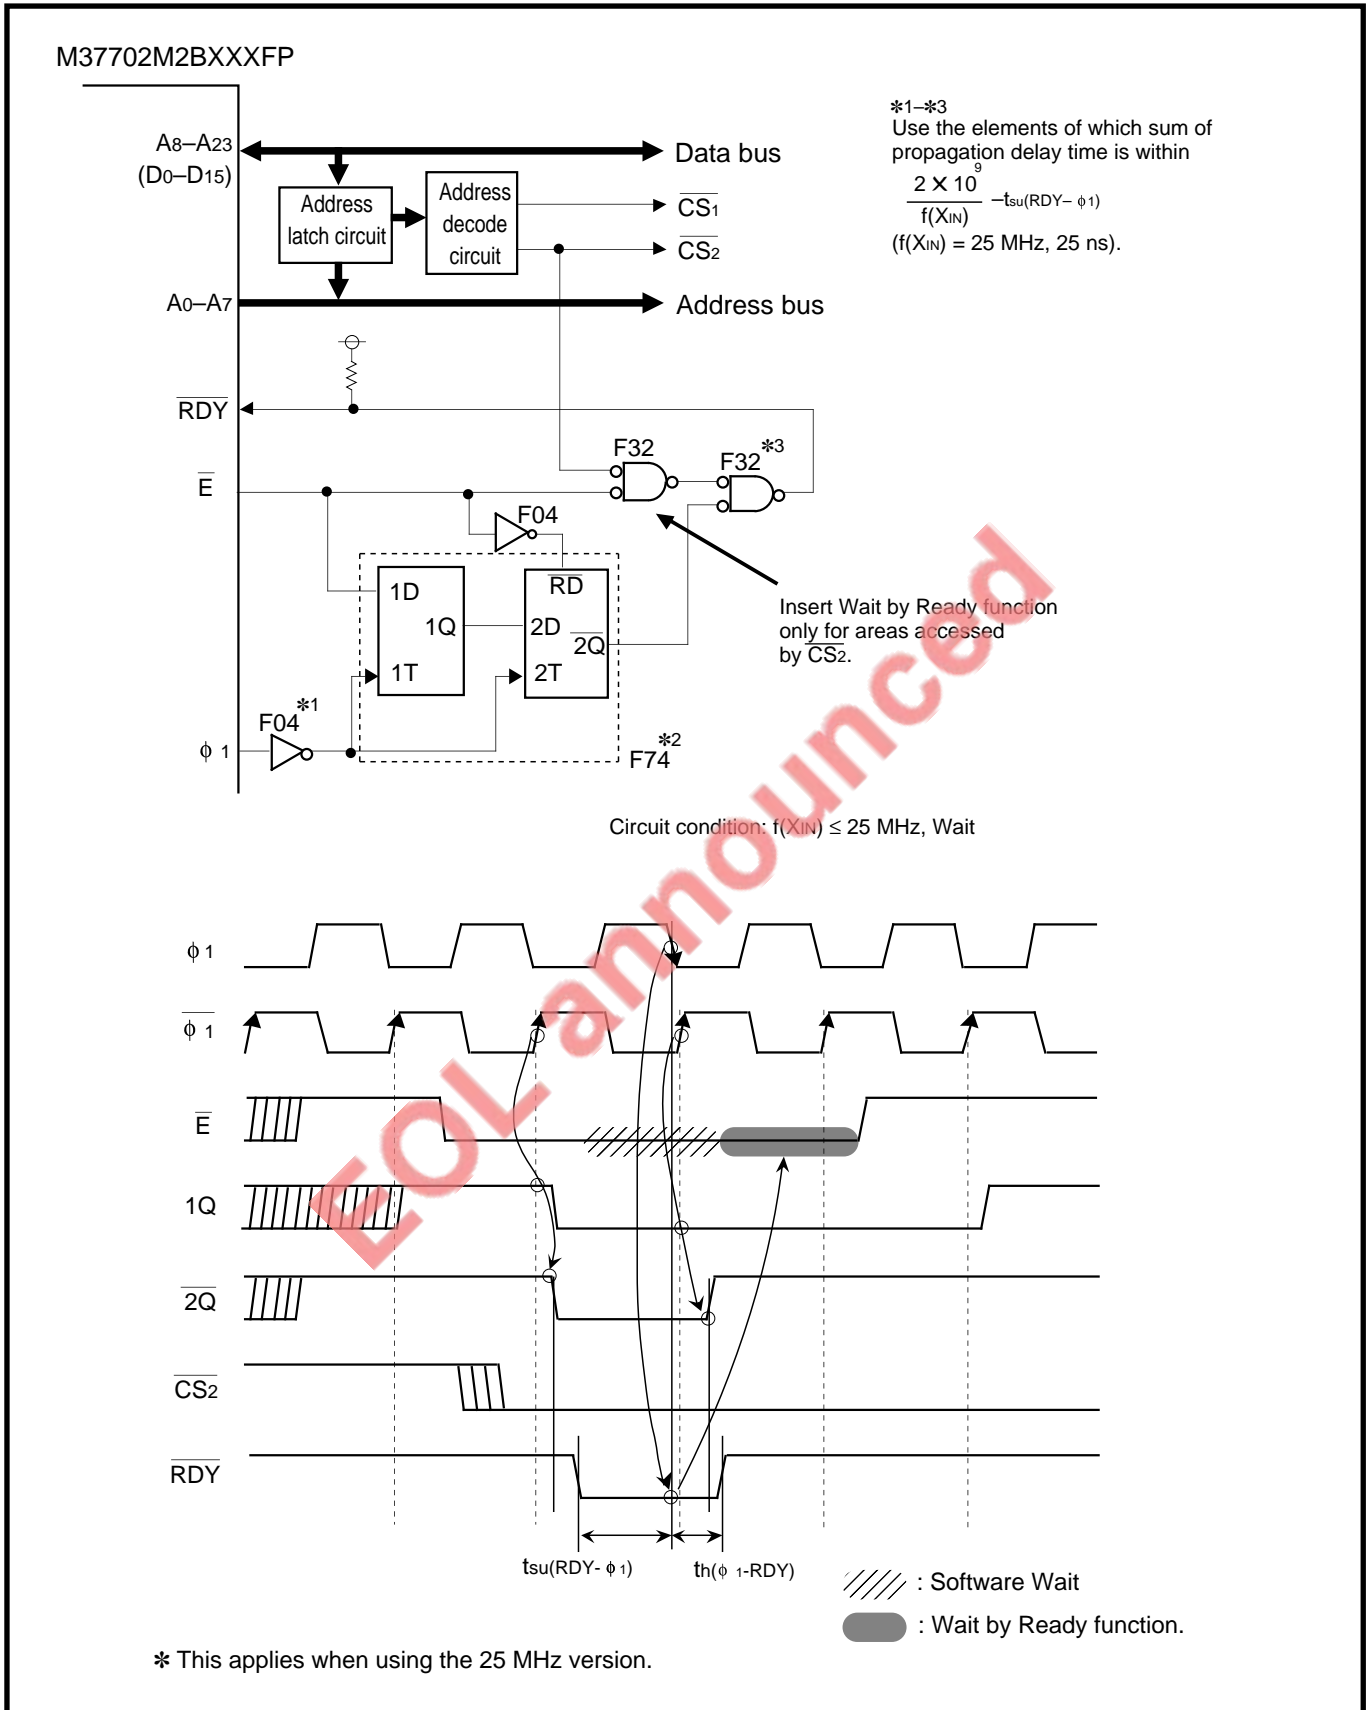 M37702M2BXXXFP
A8–A23
(D0–D15)
Data bus
Address
latch circuit
Address
decode
circuit
CS1
CS2
A0–A7
Address bus
✽1–✽3
Use the elements of which sum of
propagation delay time is within
2 X 10⁹
f(XIN)
–tsu(RDY– φ1)
(f(XIN) = 25 MHz, 25 ns).
RDY
E
F32
F32✽3
F04
1D
1Q
1T
RD
2D
2Q
2T
Insert Wait by Ready function
only for areas accessed
by CS2.
F04✽1
φ 1
F74✽2
Circuit condition: f(XIN) ≤ 25 MHz, Wait
φ 1
φ 1
E
1Q
2Q
CS2
RDY
tsu(RDY- φ 1)
th(φ 1-RDY)
: Software Wait
: Wait by Ready function.
✽ This applies when using the 25 MHz version.
EOL announced